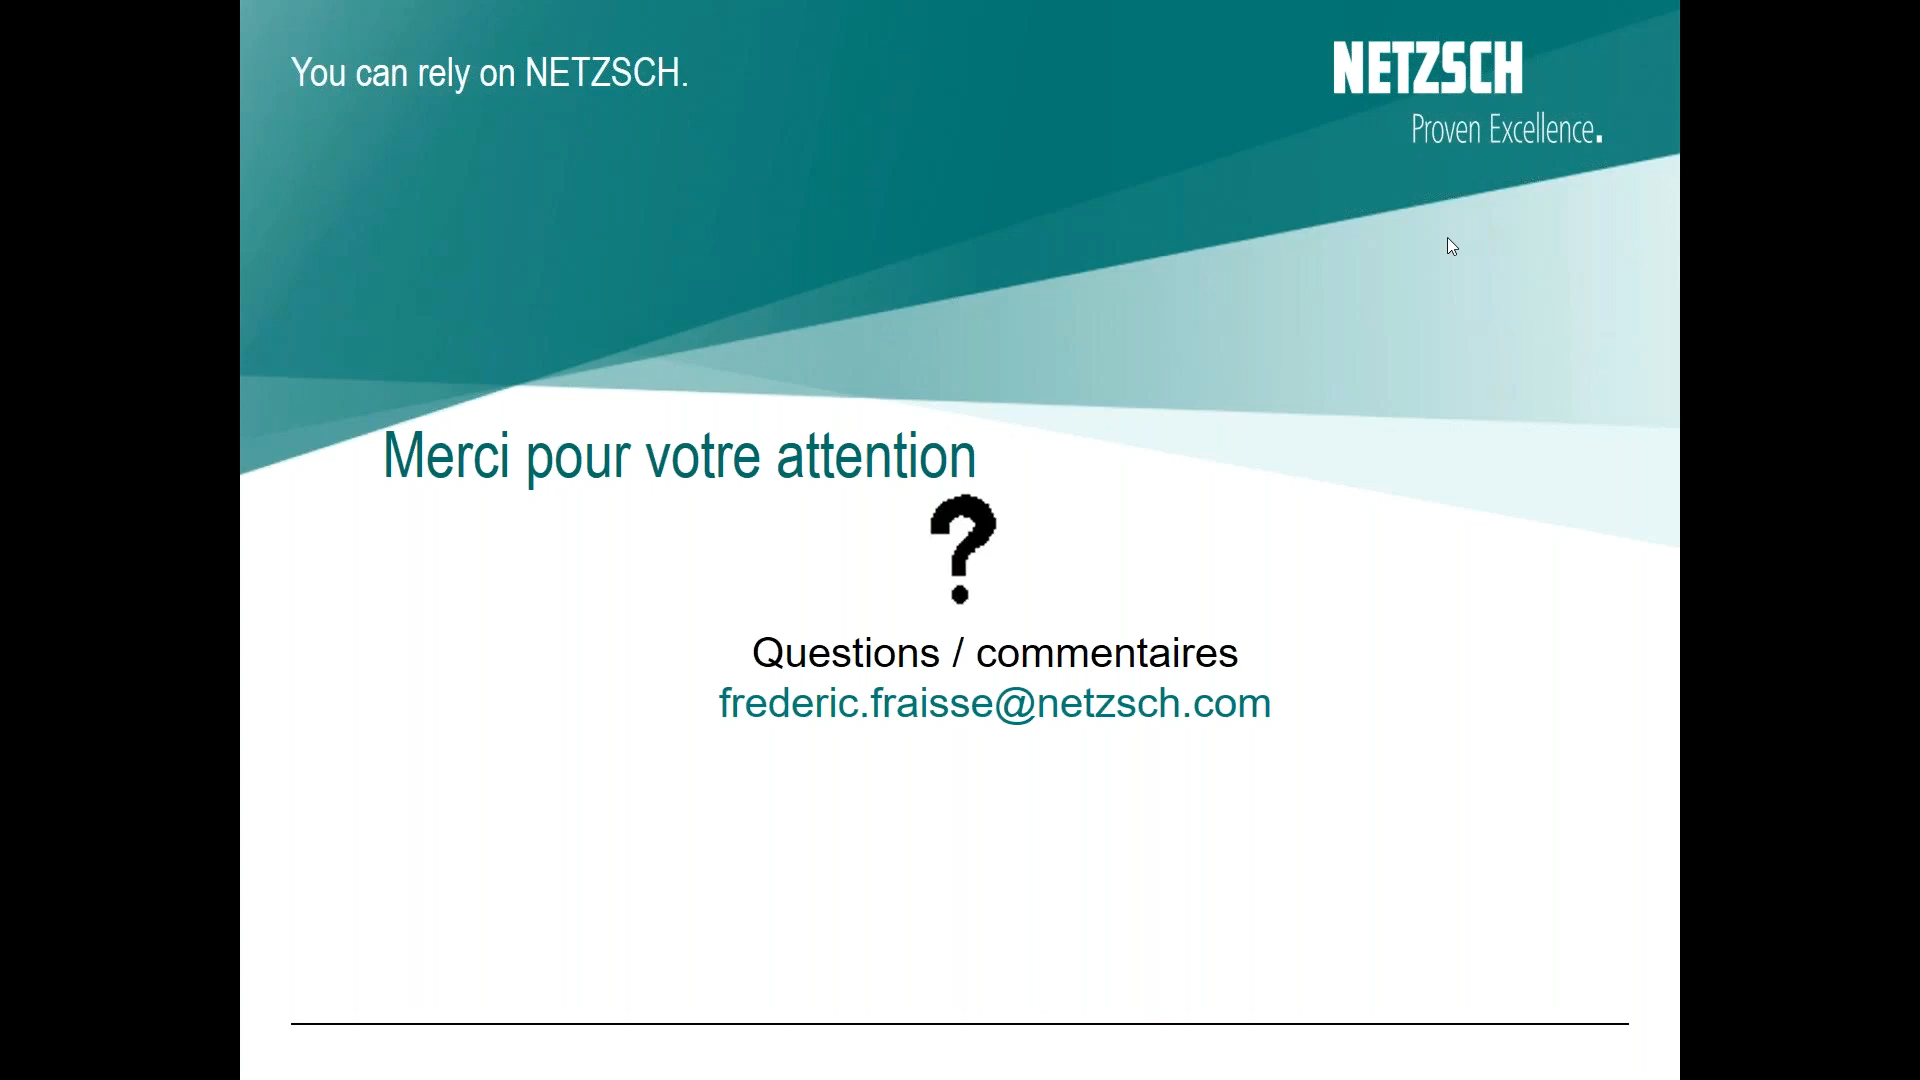 You can rely on NETZSCH.
NETZSCH
Proven Excellence.
Merci pour votre attention
?
Questions / commentaires
frederic.fraisse@netzsch.com